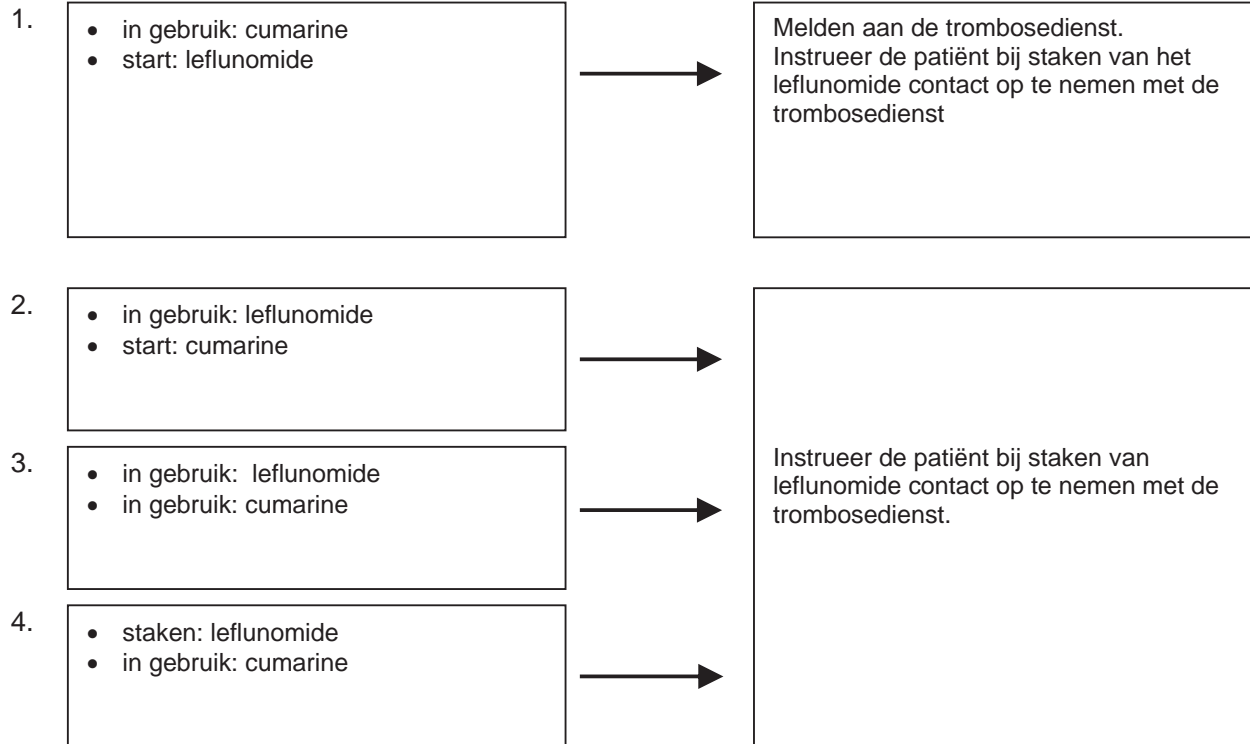 1.
• in gebruik: cumarine
• start: leflunomide
Melden aan de trombosedienst.
Instrueer de patiënt bij staken van het
leflunomide contact op te nemen met de
trombosedienst
2.
• in gebruik: leflunomide
• start: cumarine
3.
• in gebruik: leflunomide
• in gebruik: cumarine
4.
• staken: leflunomide
• in gebruik: cumarine
Instrueer de patiënt bij staken van
leflunomide contact op te nemen met de
trombosedienst.